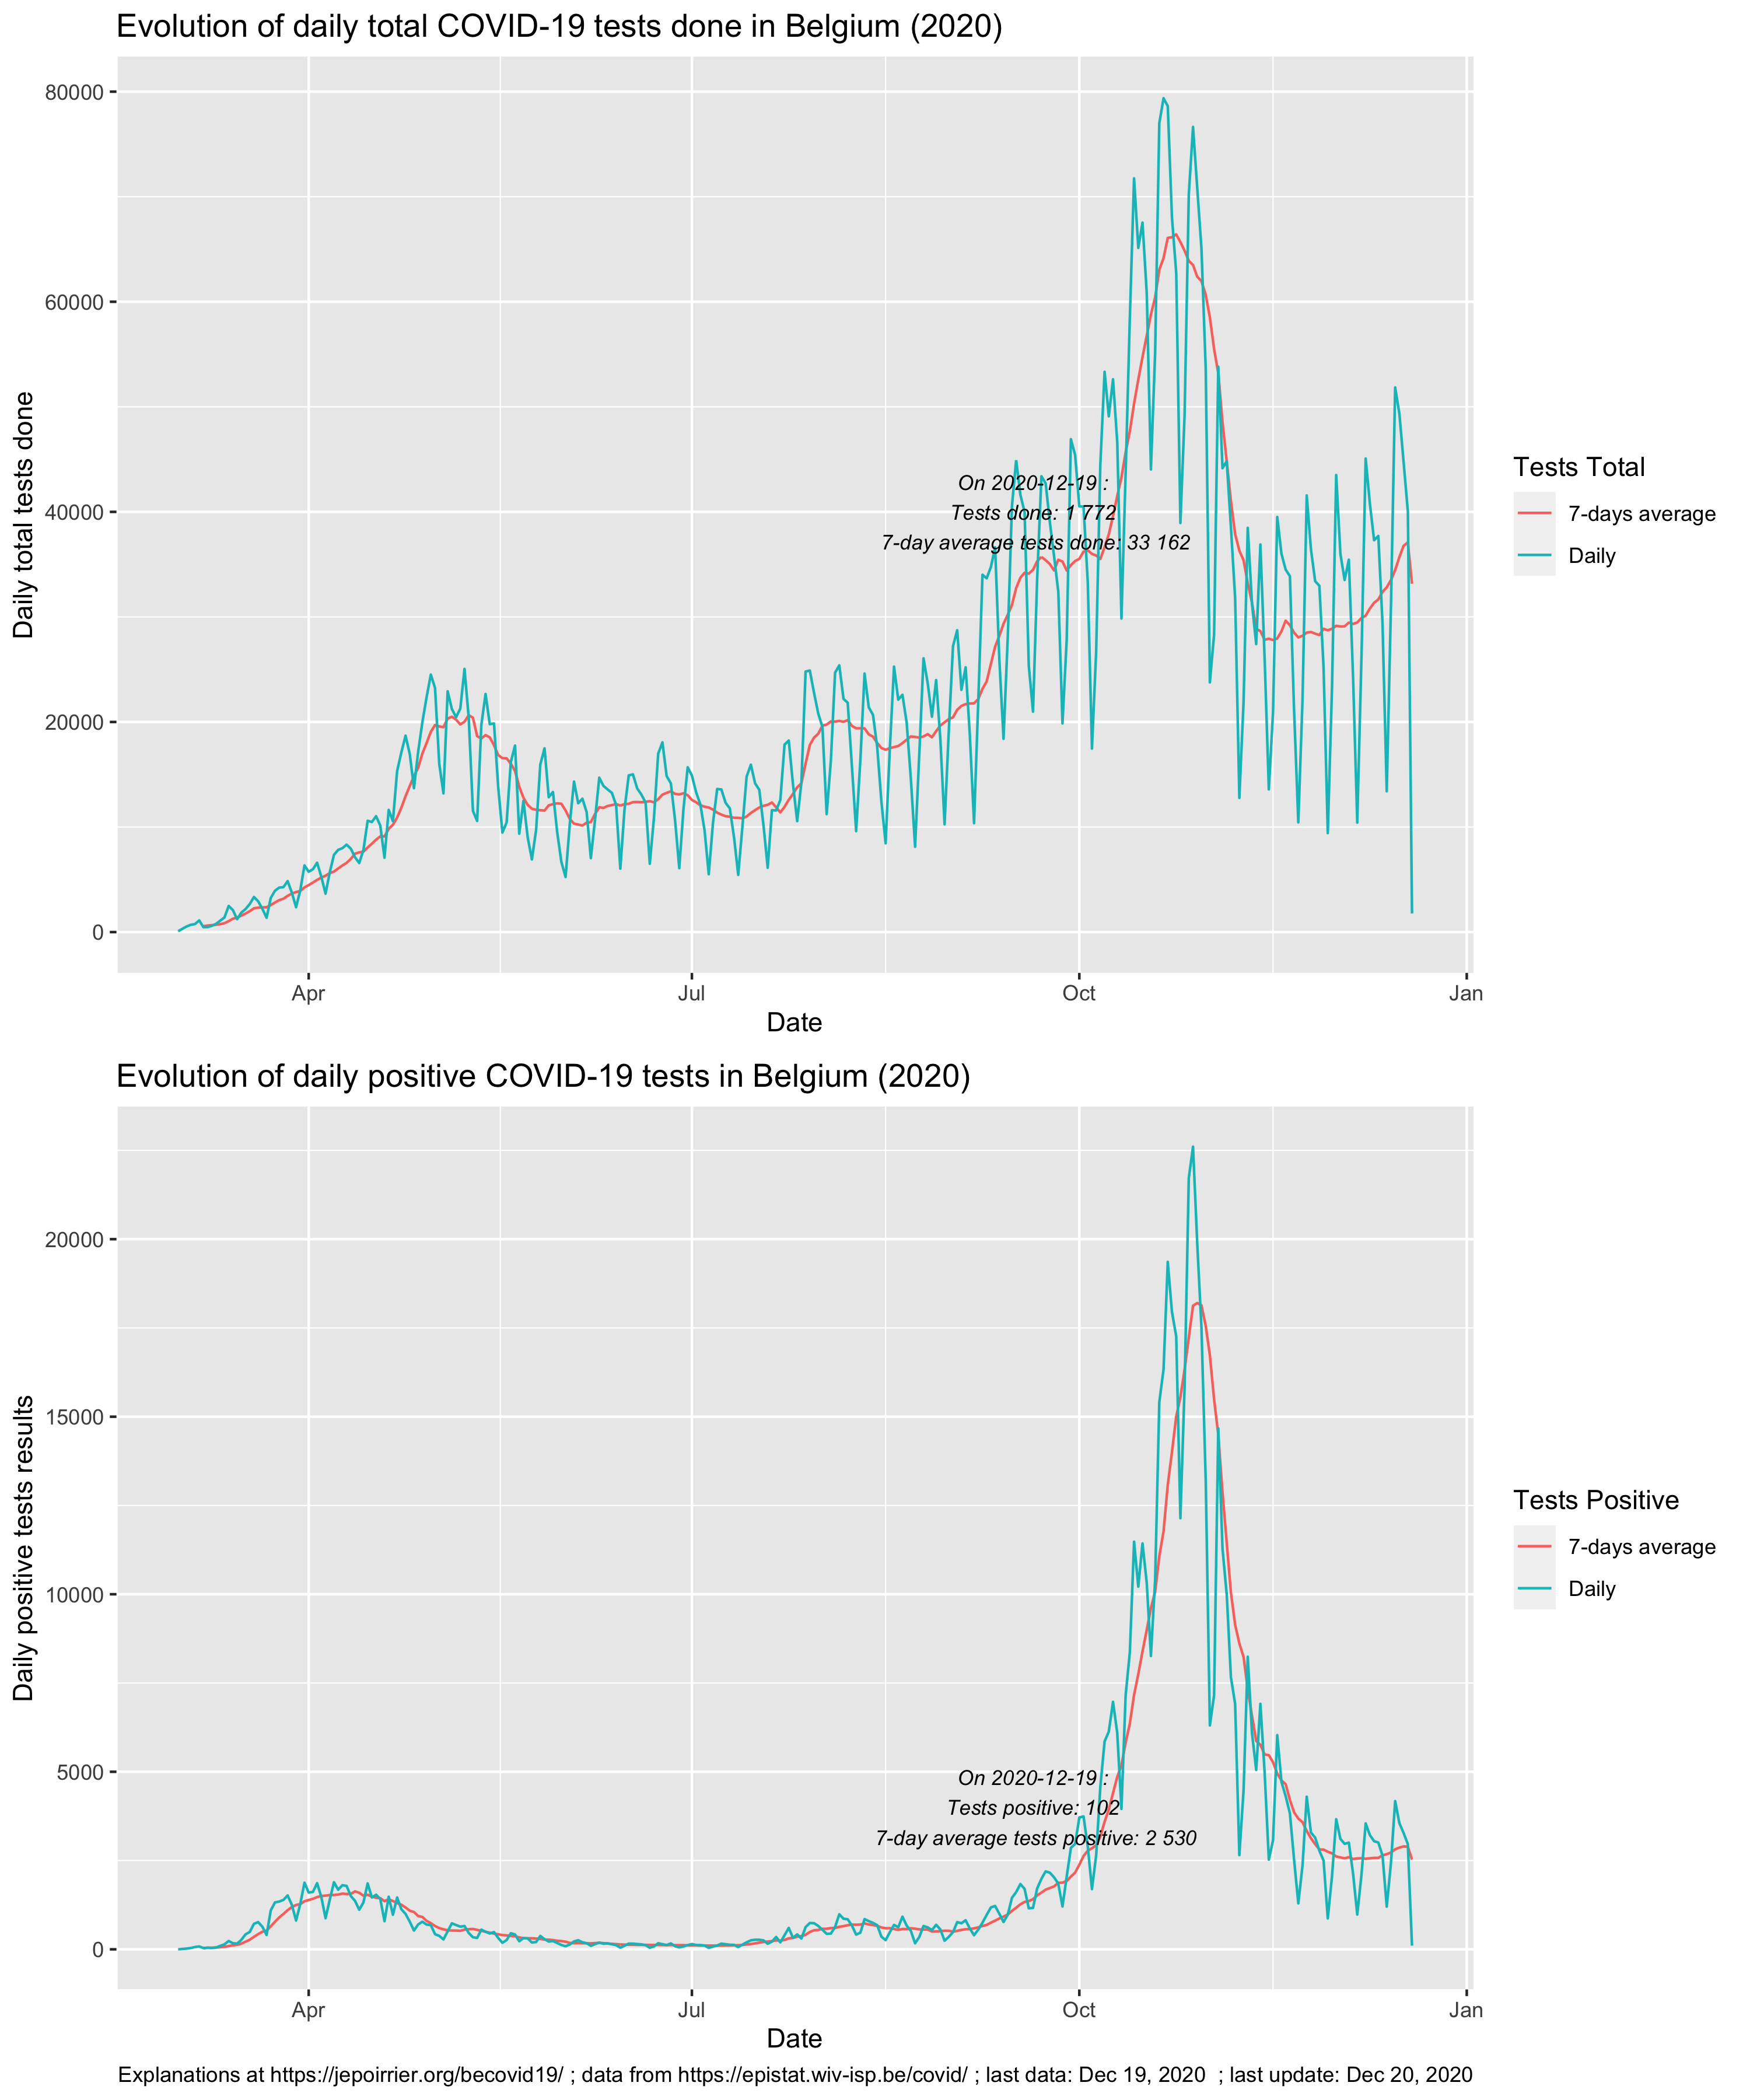 Evolution of daily total COVID-19 tests done in Belgium (2020)
80000
60000
40000
20000
0
Daily total tests done
On 2020-12-19 :
Tests done: 1 772
7-day average tests done: 33 162
Apr
Jul
Oct
Jan
Date
Tests Total
7-days average
Daily
Evolution of daily positive COVID-19 tests in Belgium (2020)
20000
15000
10000
5000
0
Daily positive tests results
On 2020-12-19 :
Tests positive: 102
7-day average tests positive: 2 530
Apr
Jul
Oct
Jan
Date
Tests Positive
7-days average
Daily
Explanations at https://jepoirrier.org/becovid19/ ; data from https://epistat.wiv-isp.be/covid/ ; last data: Dec 19, 2020  ; last update: Dec 20, 2020